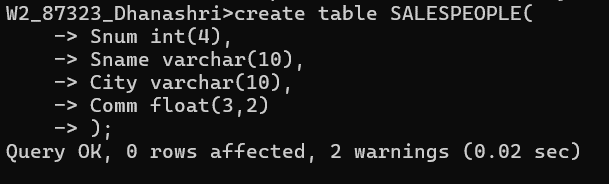 W2_87323_Dhanashri>create table SALESPEOPLE(
    -> Snum int(4),
    -> Sname varchar(10),
    -> City varchar(10),
    -> Comm float(3,2)
    -> );
Query OK, 0 rows affected, 2 warnings (0.02 sec)